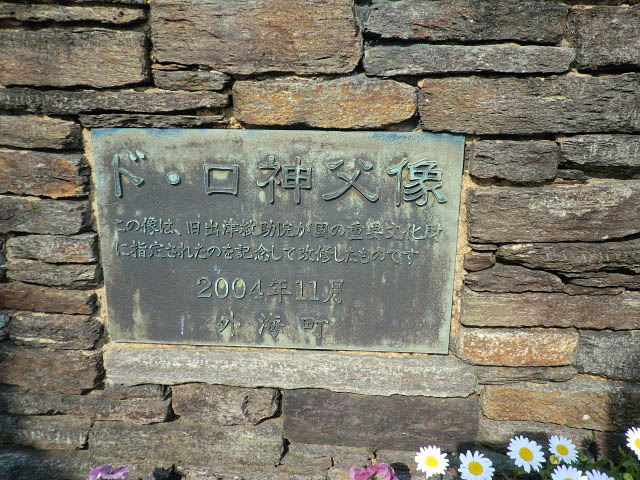 ド・ロ神父像
この像は、旧出津救助院が国の重要文化財
に指定されたのを記念して改修したものです
2004年11月
外海町